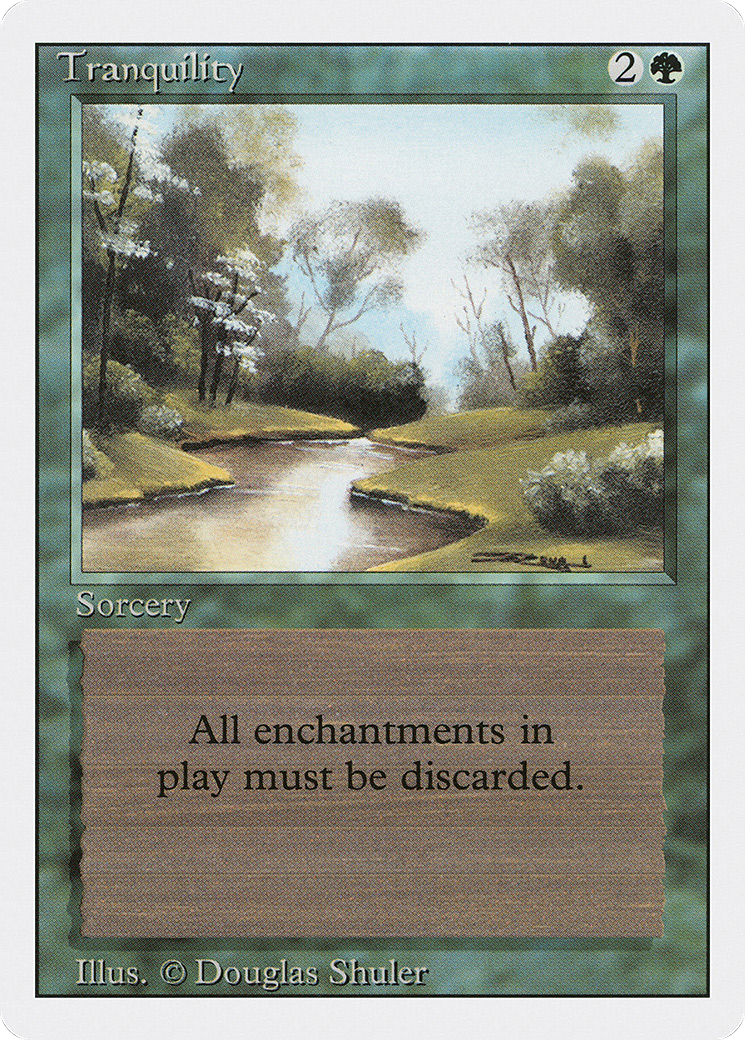 Tranquility 2
Sorcery
All enchantments in
play must be discarded.
Illus. © Douglas Shuler